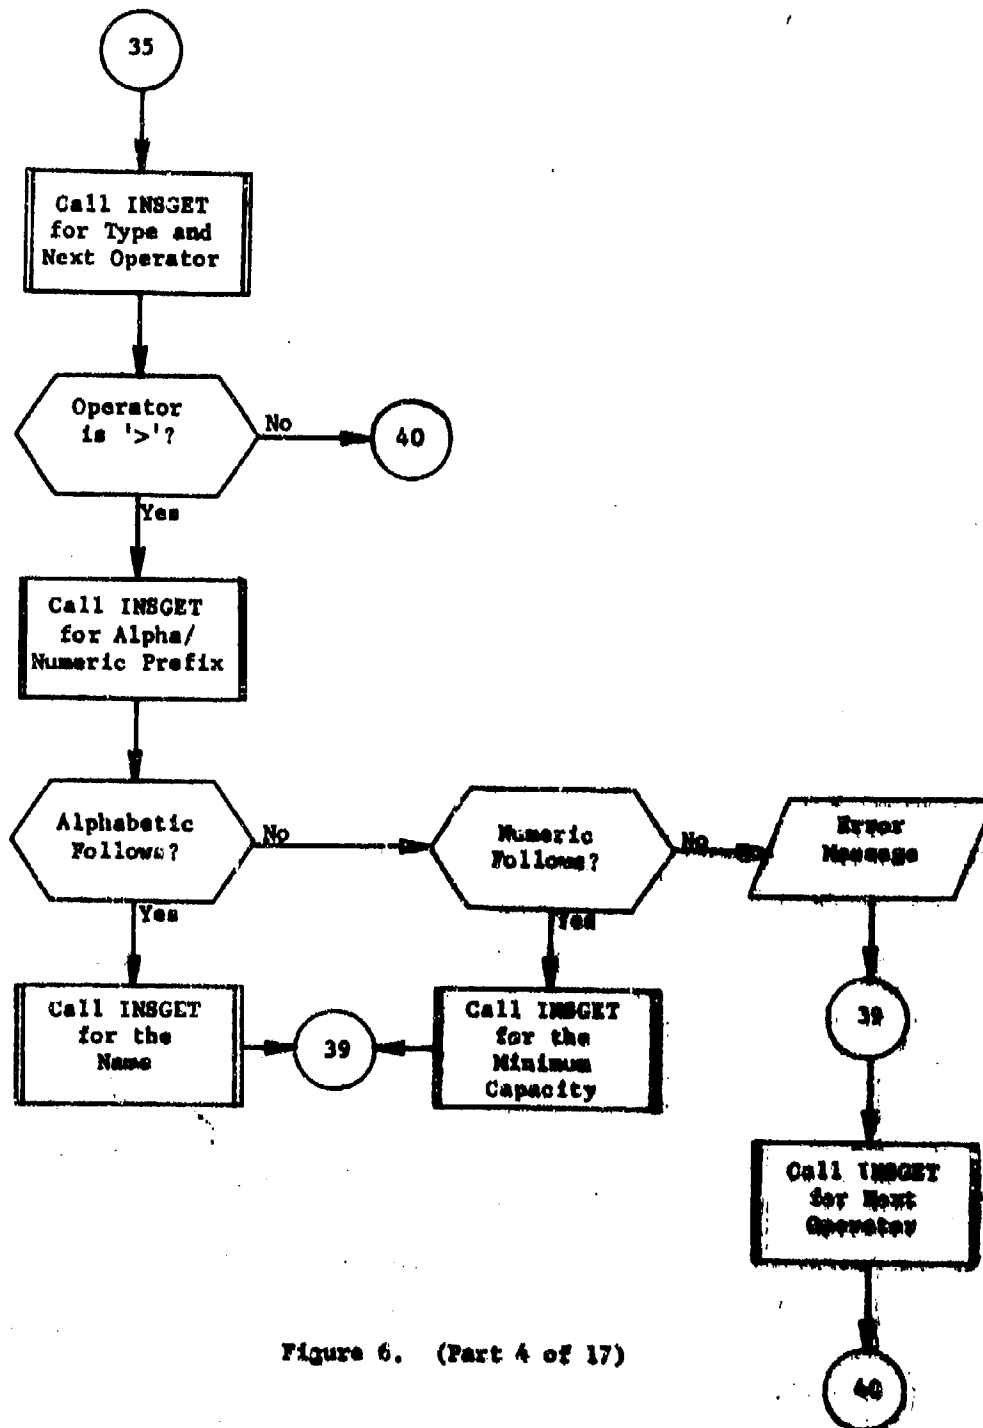 35
Call INSGET
for Type and
Next Operator
Operator
is '>'?
No
40
Yes
Call INSGET
for Alpha/
Numeric Prefix
Alphabetic
Follows?
No
Numeric
Follows?
No
Error
Message
Yes
Yes
Call INSGET
for the
Name
39
Call INSGET
for the
Minimum
Capacity
39
Call INSGET
for Next
Operator
40
Figure 6. (Part 4 of 17)